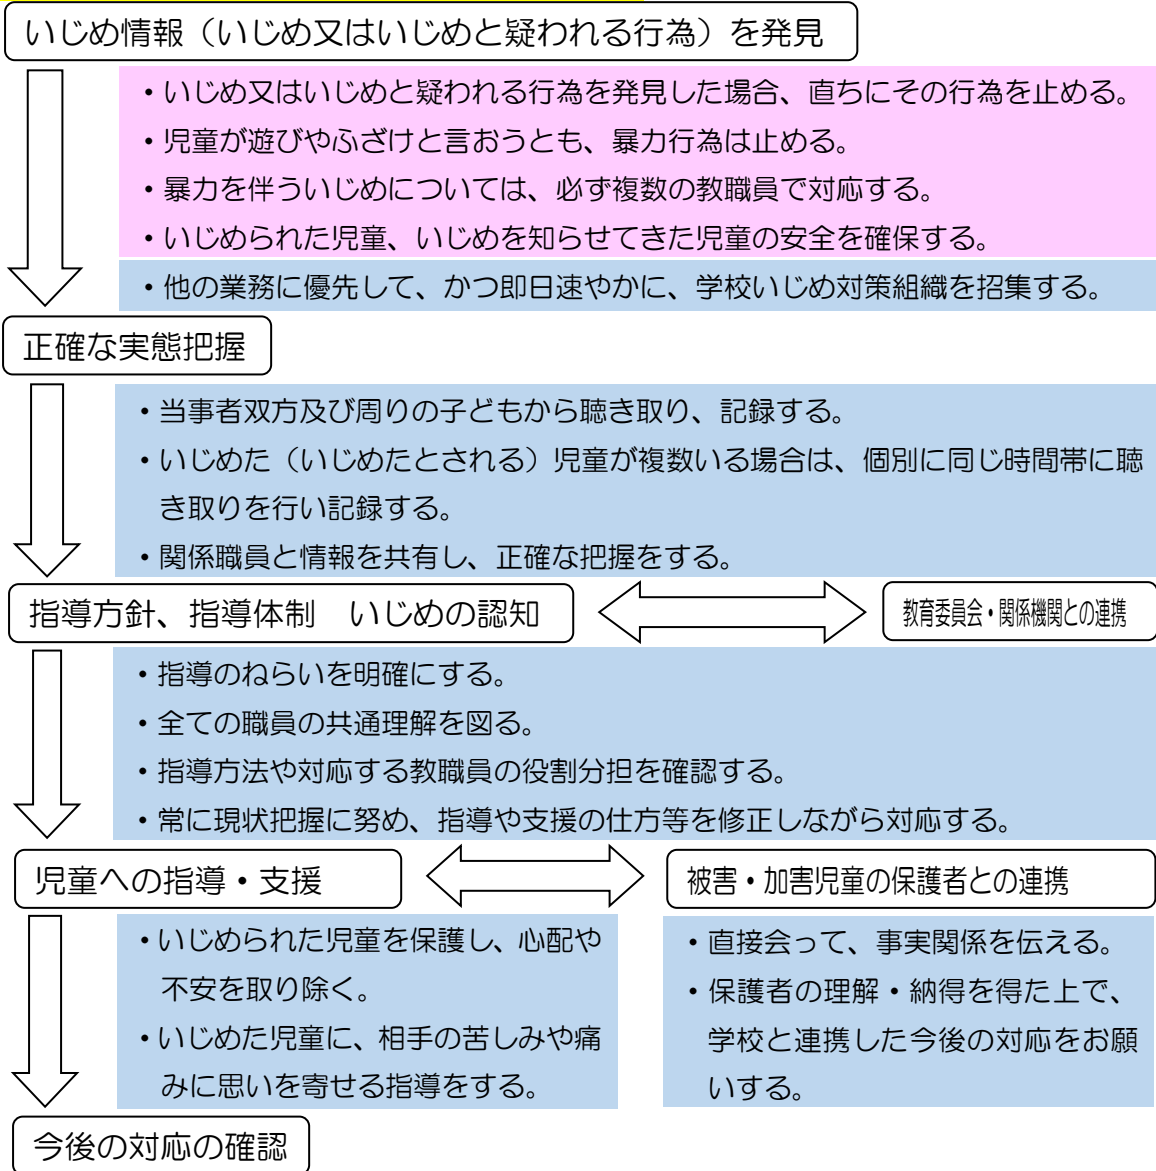 いじめ情報（いじめ又はいじめと疑われる行為）を発見
・いじめ又はいじめと疑われる行為を発見した場合、直ちにその行為を止める。
・児童が遊びやふざけと言おうとも、暴力行為は止める。
・暴力を伴ういじめについては、必ず複数の教職員で対応する。
・いじめられた児童、いじめを知らせてきた児童の安全を確保する。
・他の業務に優先して、かつ即日速やかに、学校いじめ対策組織を招集する。
正確な実態把握
・当事者双方及び周りの子どもから聴き取り、記録する。
・いじめた（いじめたとされる）児童が複数いる場合は、個別に同じ時間帯に聴
き取りを行い記録する。
・関係職員と情報を共有し、正確な把握をする。
指導方針、指導体制　いじめの認知
教育委員会・関係機関との連携
・指導のねらいを明確にする。
・全ての職員の共通理解を図る。
・指導方法や対応する教職員の役割分担を確認する。
・常に現状把握に努め、指導や支援の仕方等を修正しながら対応する。
児童への指導・支援
被害・加害児童の保護者との連携
・いじめられた児童を保護し、心配や
不安を取り除く。
・いじめた児童に、相手の苦しみや痛
みに思いを寄せる指導をする。
・直接会って、事実関係を伝える。
・保護者の理解・納得を得た上で、
学校と連携した今後の対応をお願
いする。
今後の対応の確認